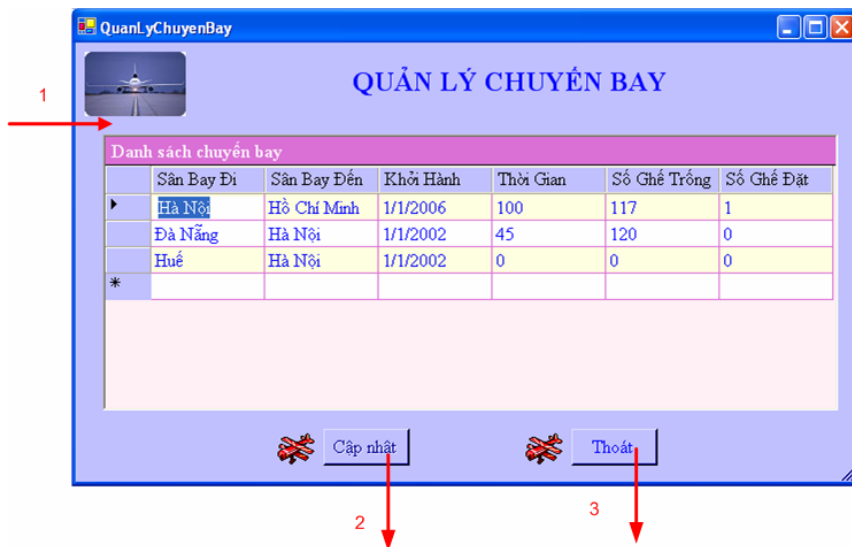 QuanLyChuyenBay
QUẢN LÝ CHUYẾN BAY
1
Danh sách chuyến bay
Sân Bay Đi Sân Bay Đến Khởi Hành Thời Gian Số Ghế Trống Số Ghế Đặt
Hà Nội Hồ Chí Minh 1/1/2006 100 117 1
Đà Nẵng Hà Nội 1/1/2002 45 120 0
Huế Hà Nội 1/1/2002 0 0 0
*
Cập nhật Thoát
2 3